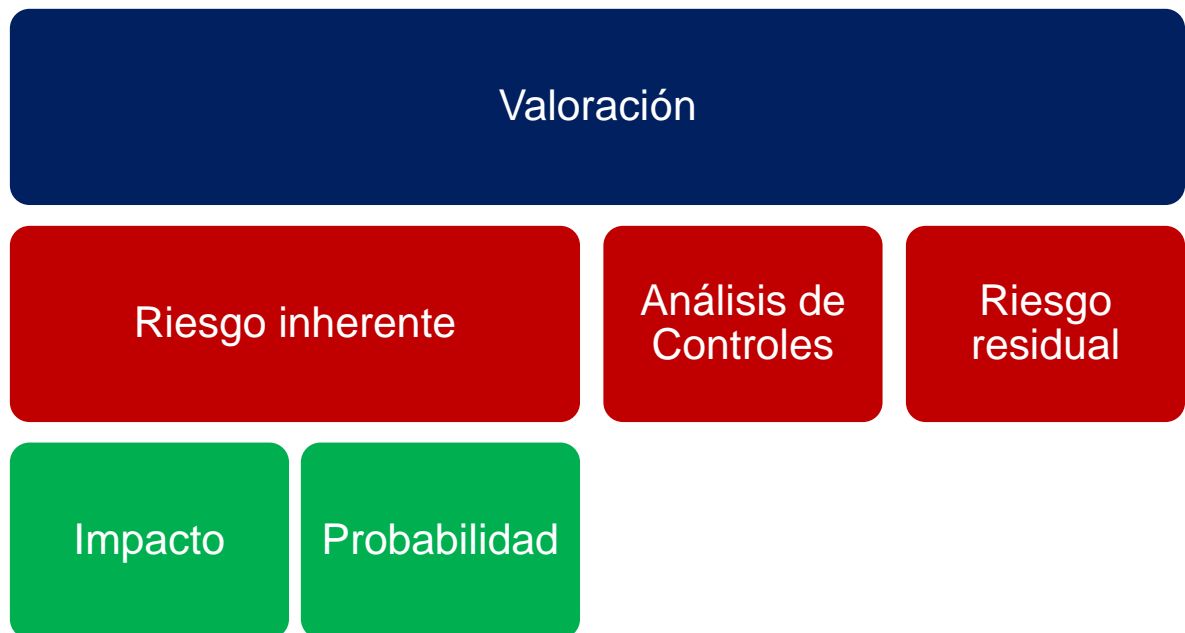 Valoración
Riesgo inherente
Análisis de
Controles
Riesgo
residual
Impacto
Probabilidad